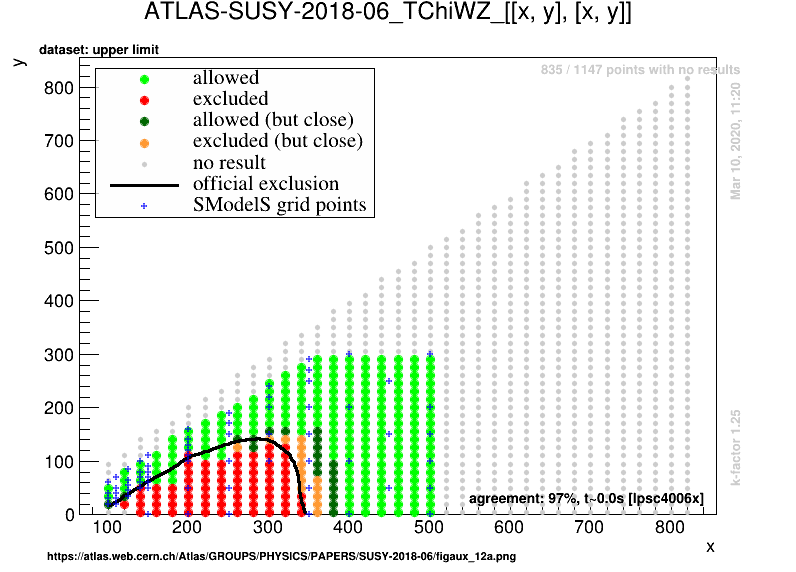 ATLAS-SUSY-2018-06_TChiWZ_[[x, y], [x, y]]
dataset: upper limit
y
835 / 1147 points with no results
allowed
excluded
allowed (but close)
excluded (but close)
no result
official exclusion
SModelS grid points
Mar 10, 2020, 11:20
k-factor 1.25
800
700
600
500
400
300
200
100
0
agreement: 97%, t~0.0s [lpsc4006x]
100 200 300 400 500 600 700 800
x
https://atlas.web.cern.ch/Atlas/GROUPS/PHYSICS/PAPERS/SUSY-2018-06/figaux_12a.png